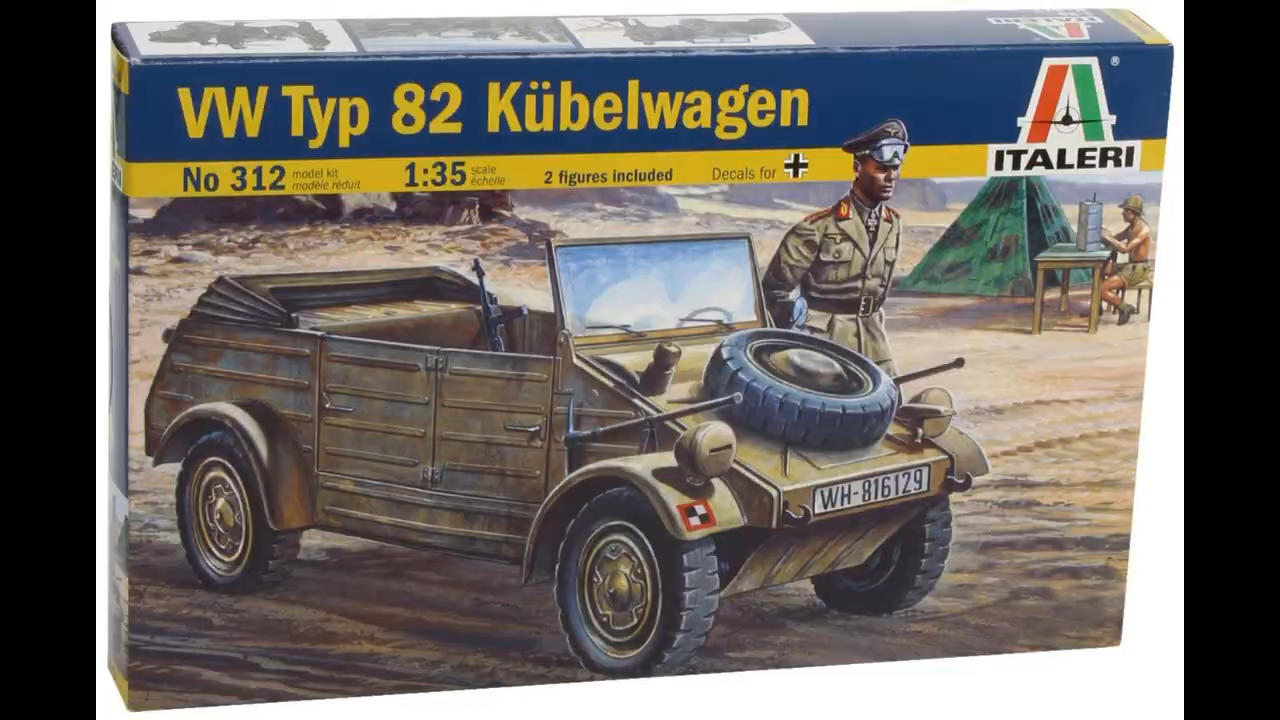 ITALERI
VW Typ 82 Kübelwagen
®
ITALERI
No 312 model kit
modèle réduit
1:35 scale
échelle
2 figures included
Decals for
WH-816129